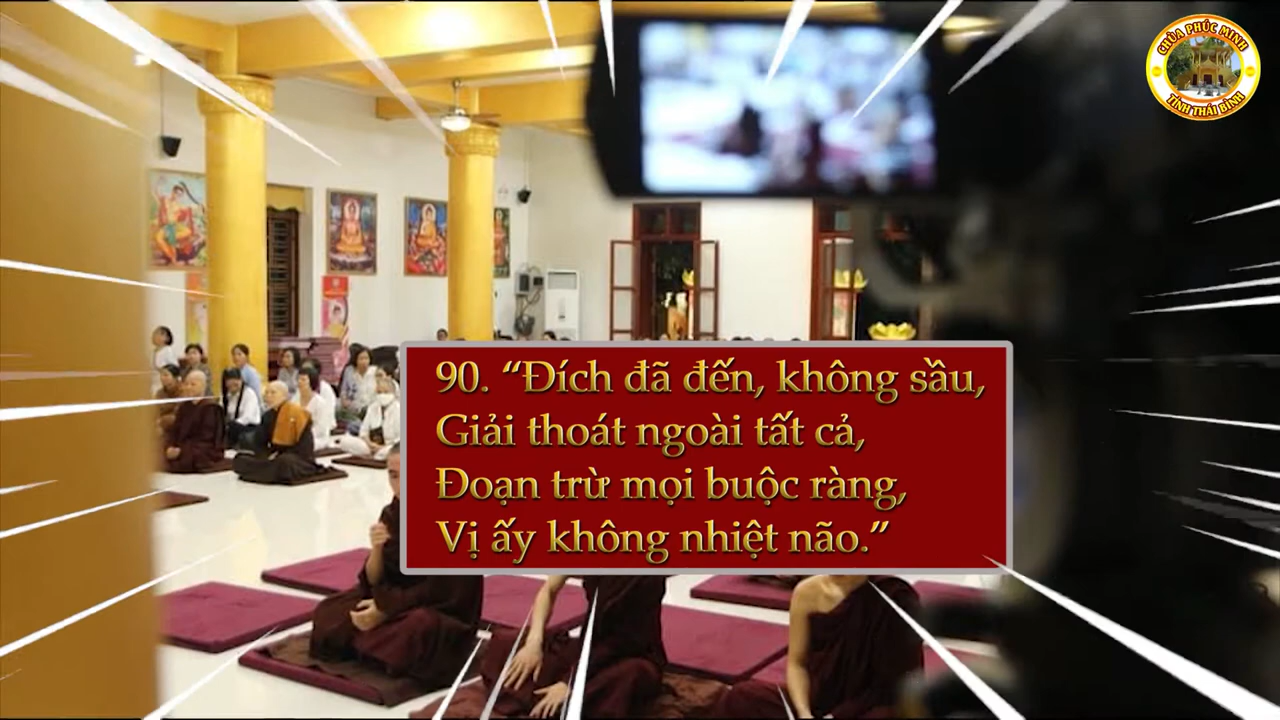 CHÙA PHÚC MINH
TỈNH THÁI BÌNH
90. “Đích đã đến, không sầu,
Giải thoát ngoài tất cả,
Đoạn trừ mọi buộc ràng,
Vị ấy không nhiệt não.”